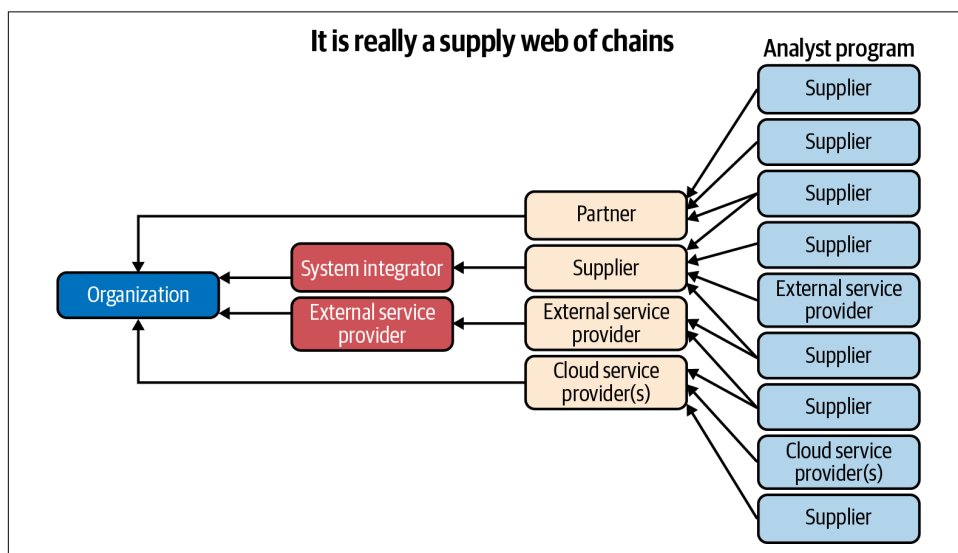 It is really a supply web of chains
Analyst program
Supplier
Supplier
Supplier
Supplier
External service
provider
Supplier
Supplier
Cloud service
provider(s)
Supplier
Partner
Supplier
External service
provider
Cloud service
provider(s)
System integrator
External service
provider
Organization